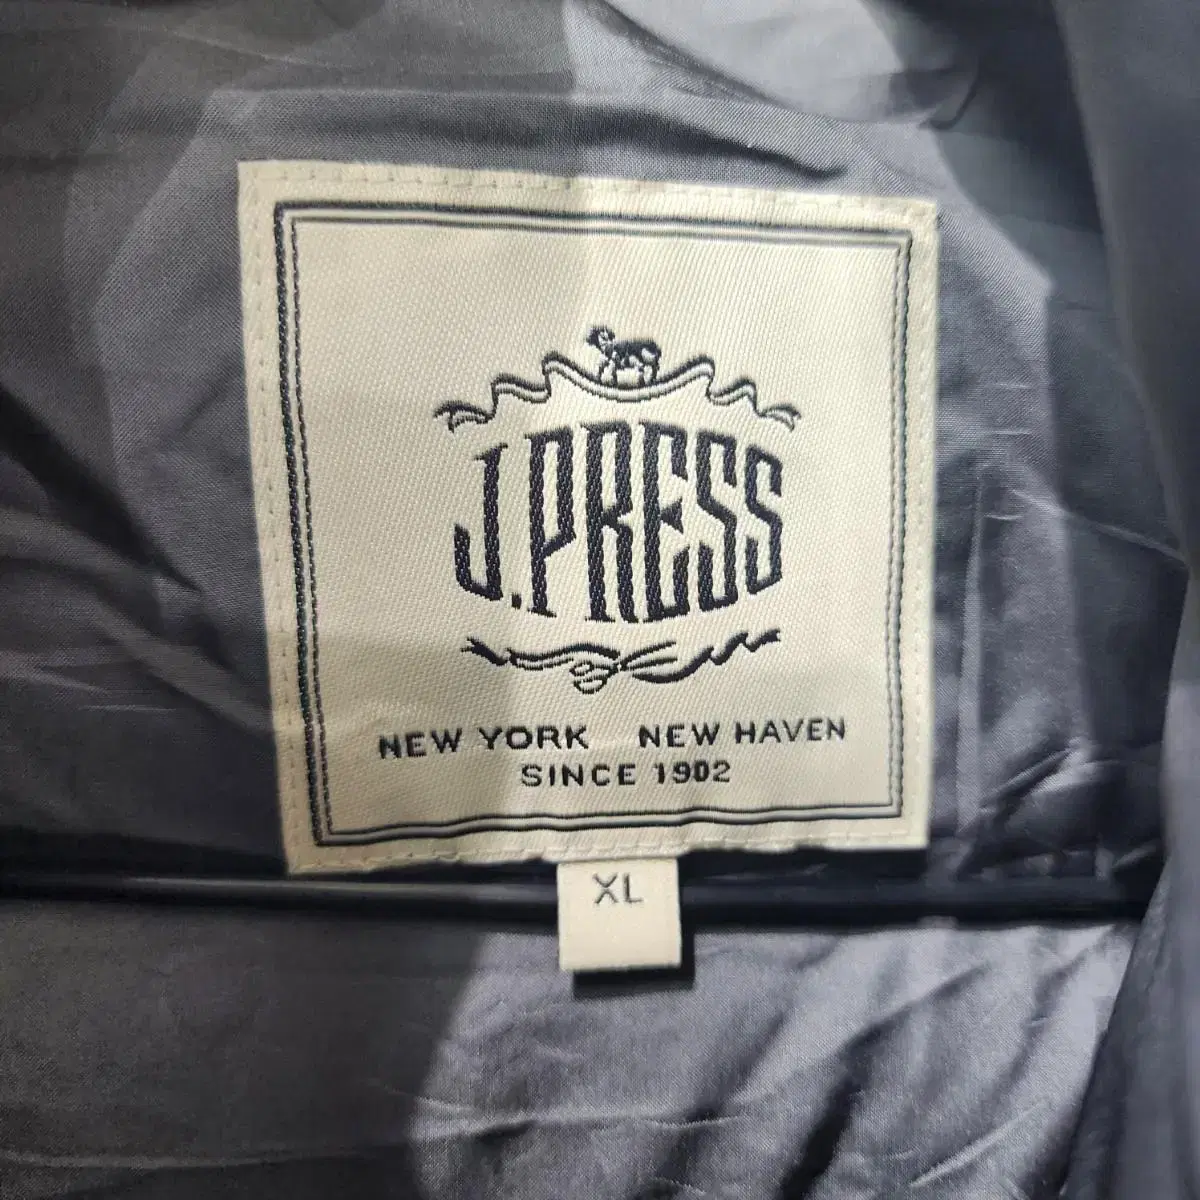 J.PRESS
NEW YORK NEW HAVEN
SINCE 1902
XL